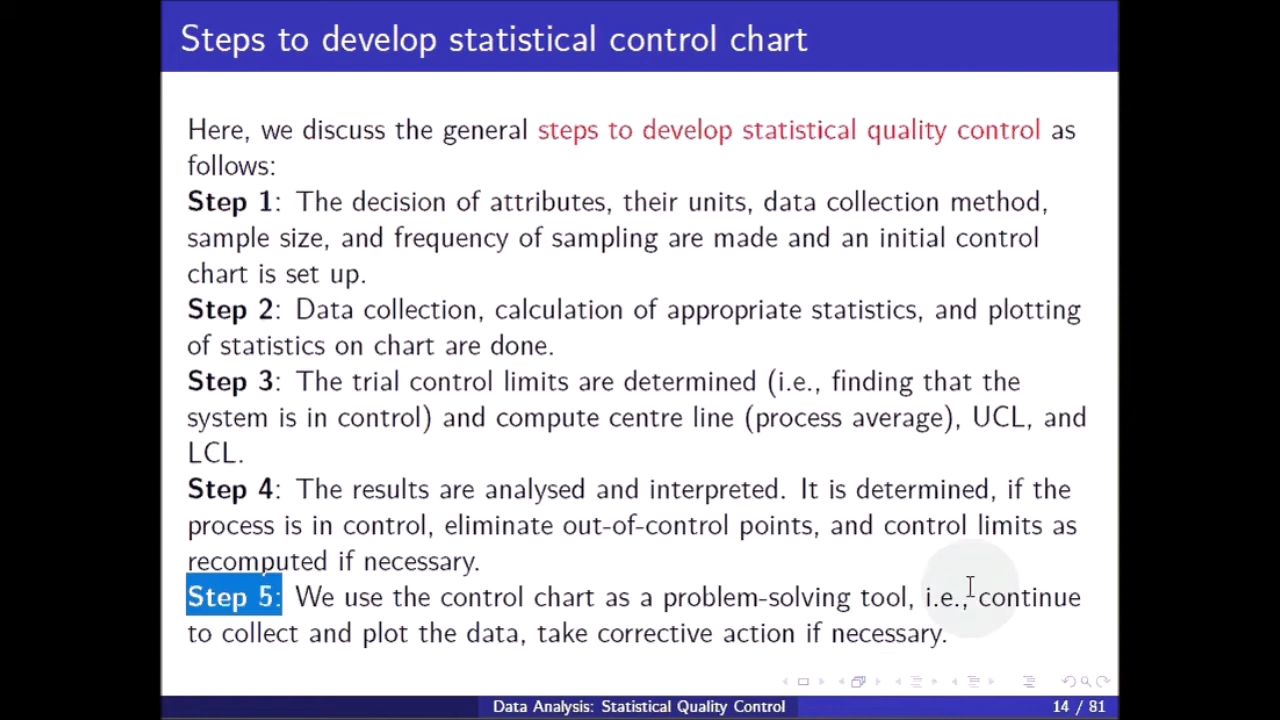 Steps to develop statistical control chart
Here, we discuss the general steps to develop statistical quality control as
follows:
Step 1: The decision of attributes, their units, data collection method,
sample size, and frequency of sampling are made and an initial control
chart is set up.
Step 2: Data collection, calculation of appropriate statistics, and plotting
of statistics on chart are done.
Step 3: The trial control limits are determined (i.e., finding that the
system is in control) and compute centre line (process average), UCL, and
LCL.
Step 4: The results are analysed and interpreted. It is determined, if the
process is in control, eliminate out-of-control points, and control limits as
recomputed if necessary.
Step 5: We use the control chart as a problem-solving tool, i.e., continue
to collect and plot the data, take corrective action if necessary.
Data Analysis: Statistical Quality Control
14 / 81